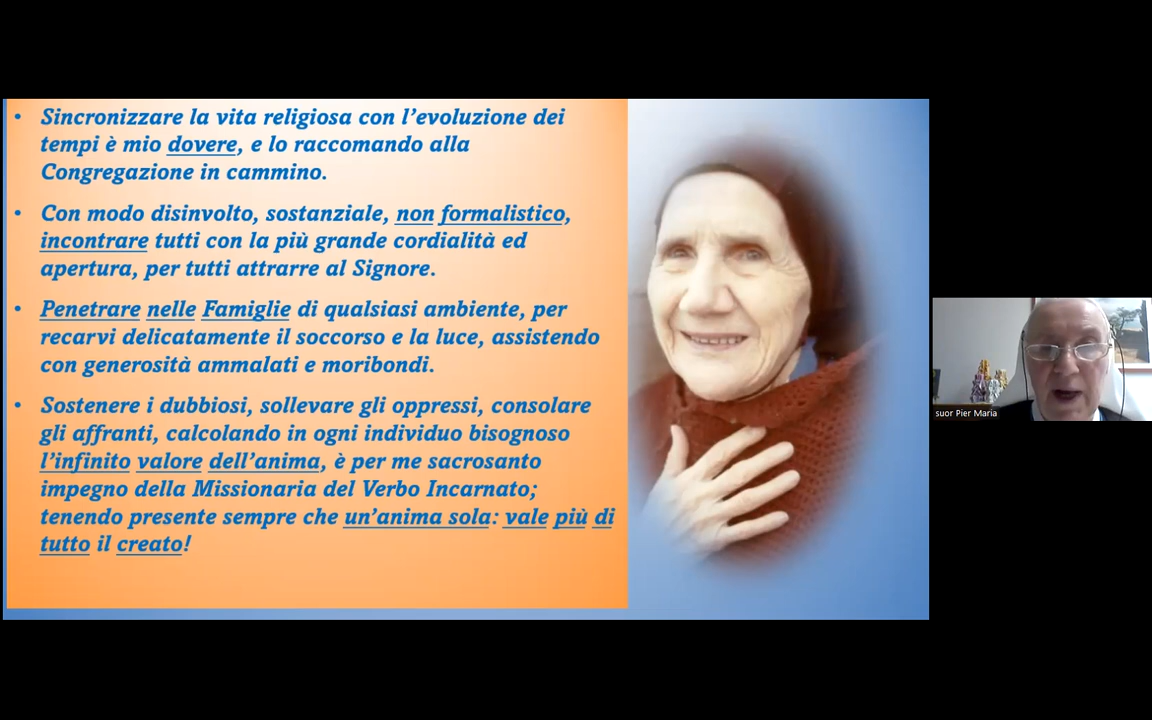 • Sincronizzare la vita religiosa con l’evoluzione dei
tempi è mio dovere, e lo raccomando alla
Congregazione in cammino.
• Con modo disinvolto, sostanziale, non formalistico,
incontrare tutti con la più grande cordialità ed
apertura, per tutti attrarre al Signore.
• Penetrare nelle Famiglie di qualsiasi ambiente, per
recarvi delicatamente il soccorso e la luce, assistendo
con generosità ammalati e moribondi.
• Sostenere i dubbiosi, sollevare gli oppressi, consolare
gli affranti, calcolando in ogni individuo bisognoso
l’infinito valore dell’anima, è per me sacrosanto
impegno della Missionaria del Verbo Incarnato;
tenendo presente sempre che un’anima sola: vale più di
tutto il creato!
suor Pier Maria